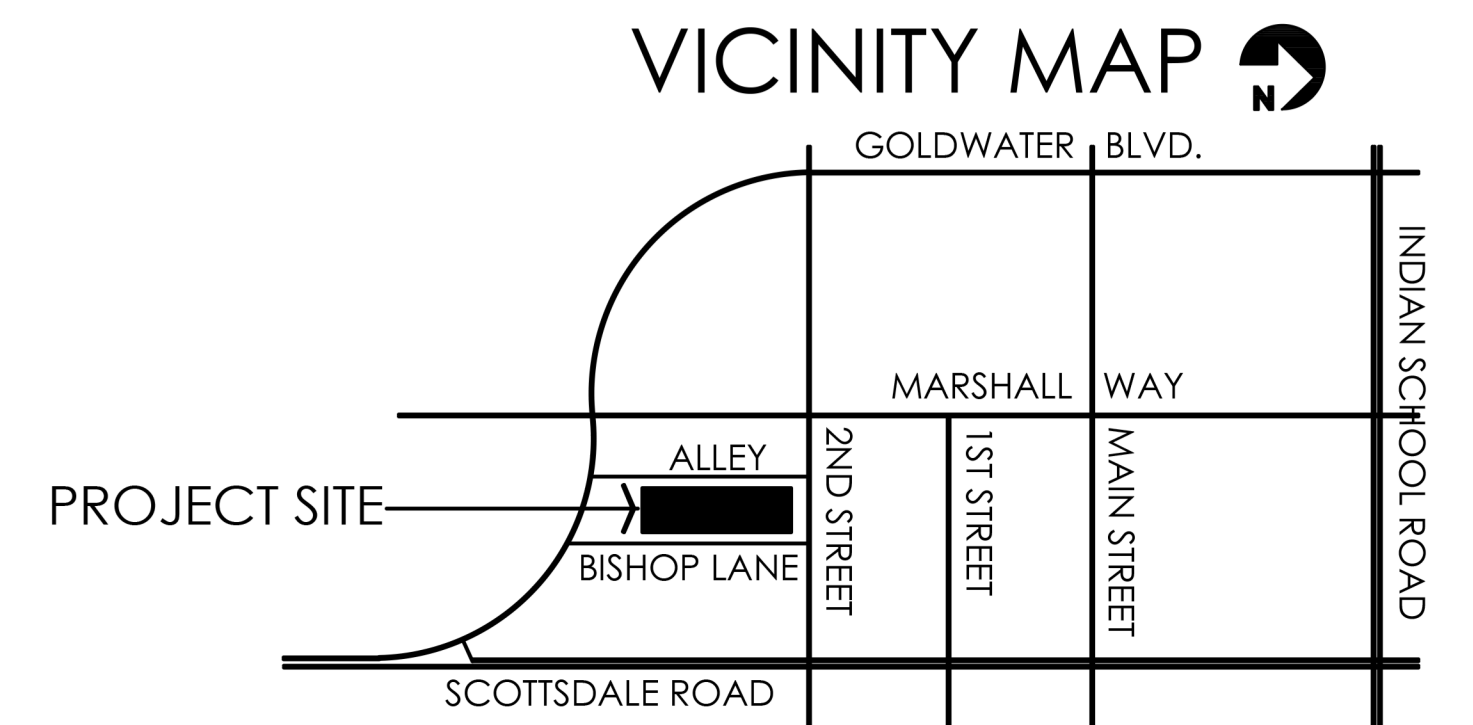 VICINITY MAP
N
GOLDWATER BLVD.
INDIAN SCHOOL ROAD
MARSHALL WAY
2ND STREET
1ST STREET
MAIN STREET
ALLEY
PROJECT SITE
BISHOP LANE
SCOTTSDALE ROAD